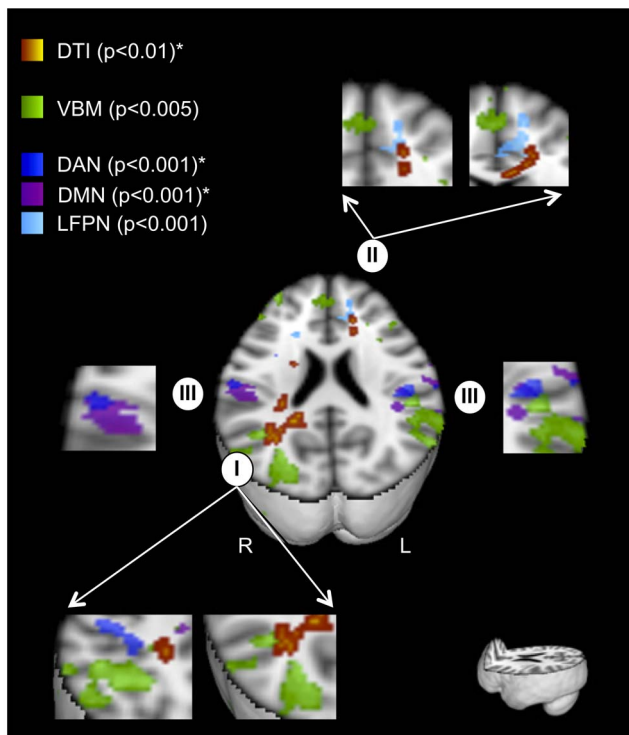 DTI (p<0.01)*
VBM (p<0.005)
DAN (p<0.001)*
DMN (p<0.001)*
LFPN (p<0.001)
II
III
III
I
R
L